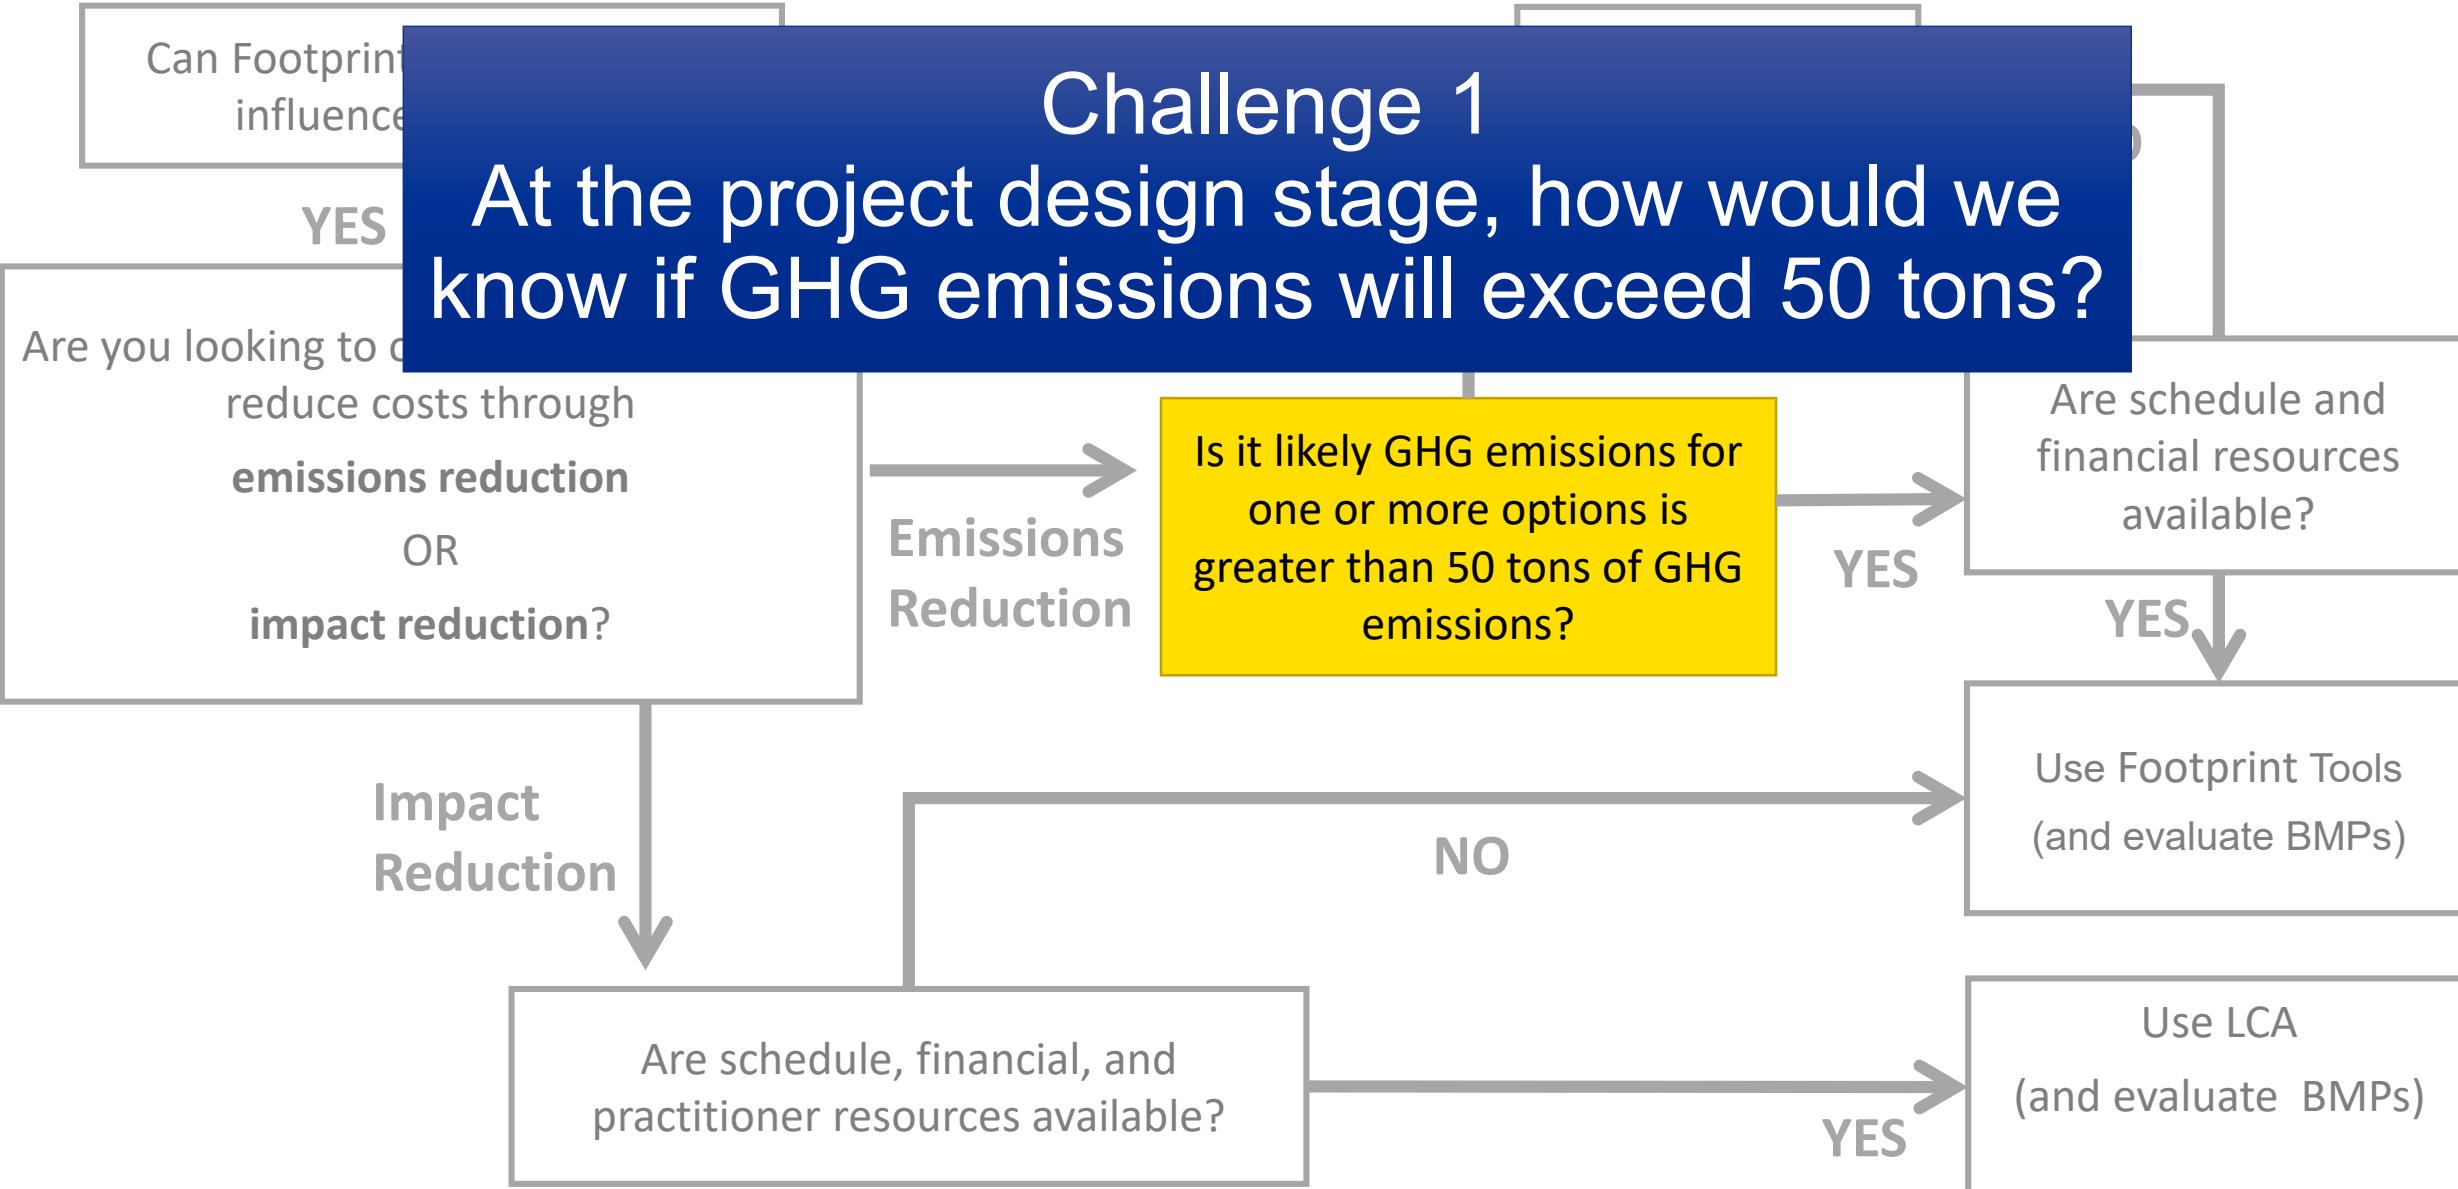 Can Footprint
influence
Challenge 1
At the project design stage, how would we
know if GHG emissions will exceed 50 tons?
YES
Are you looking to
reduce costs through
emissions reduction
OR
impact reduction?
Emissions
Reduction
Is it likely GHG emissions for
one or more options is
greater than 50 tons of GHG
emissions?
YES
Are schedule and
financial resources
available?
YES
Impact
Reduction
NO
Use Footprint Tools
(and evaluate BMPs)
Are schedule, financial, and
practitioner resources available?
YES
Use LCA
(and evaluate BMPs)